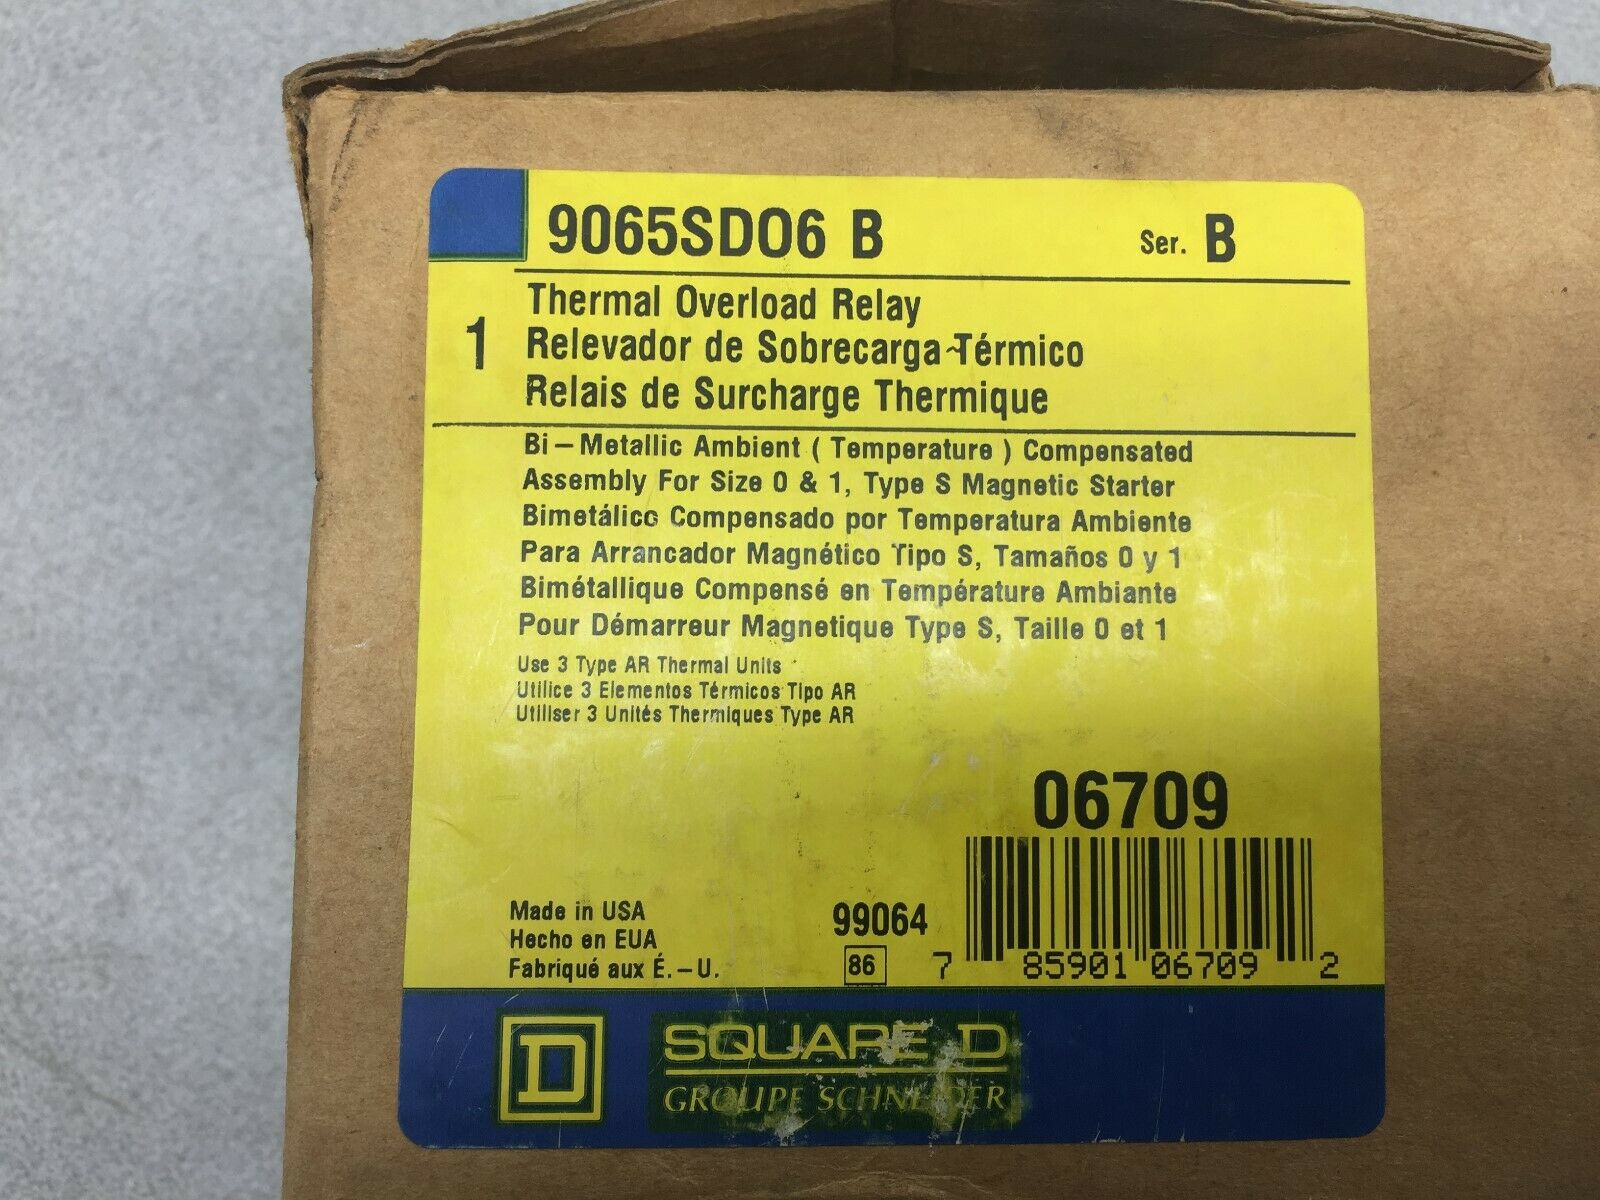 9065SDO6 B
Ser. B
1
Thermal Overload Relay
Relevador de Sobrecarga Térmico
Relais de Surcharge Thermique
Bi-Metallic Ambient ( Temperature ) Compensated
Assembly For Size 0 & 1, Type S Magnetic Starter
Bimetálico Compensado por Temperatura Ambiente
Para Arrancador Magnético Tipo S, Tamaños 0 y 1
Bimétallique Compensé en Température Ambiante
Pour Démarreur Magnetique Type S, Taille 0 et 1
Use 3 Type AR Thermal Units
Utilice 3 Elementos Térmicos Tipo AR
Utiliser 3 Unités Thermiques Type AR
06709
Made in USA
Hecho en EUA
Fabriqué aux É.-U.
99064
86
7 85901 06709 2
D
SQUARE D
GROUPE SCHNEIDER